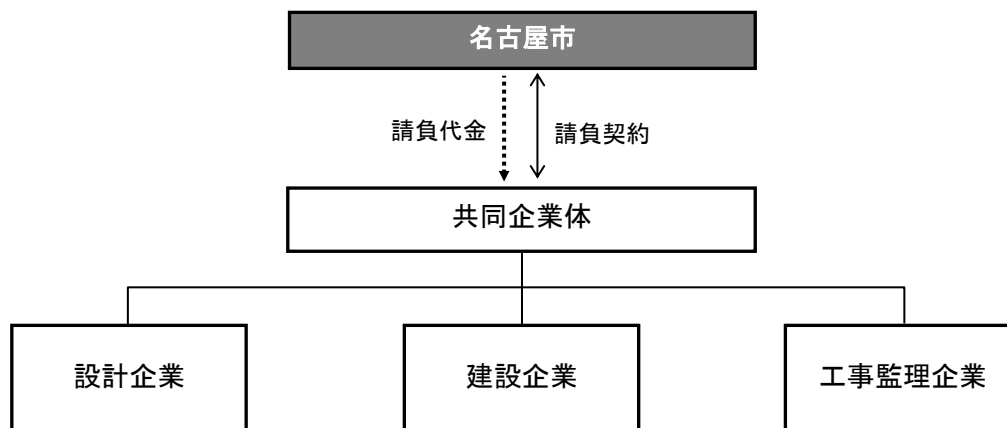 名古屋市
請負代金
請負契約
共同企業体
設計企業
建設企業
工事監理企業